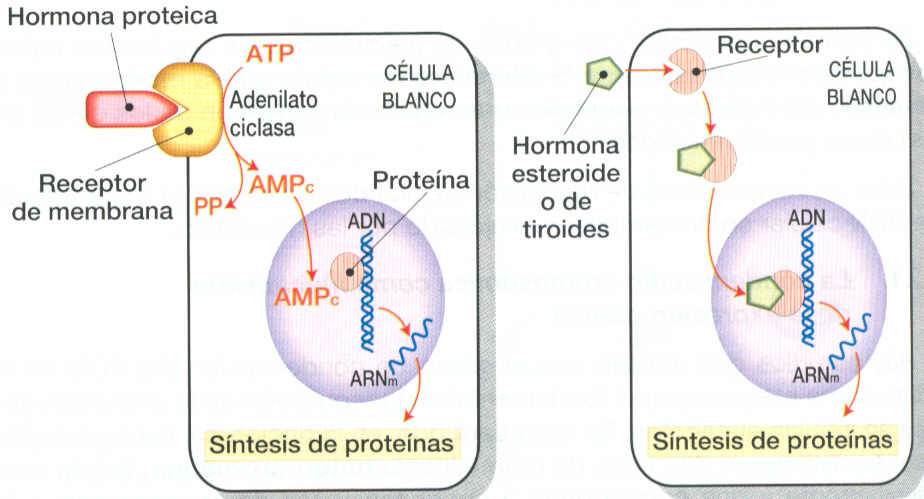 Hormona proteica
ATP
Adenilato
ciclasa
CÉLULA
BLANCO
Receptor
de membrana
PP
AMPc
Proteína
ADN
AMPc
ARNm
Síntesis de proteínas
Receptor
CÉLULA
BLANCO
Hormona
esteroide
o de
tiroides
ADN
ARNm
Síntesis de proteínas